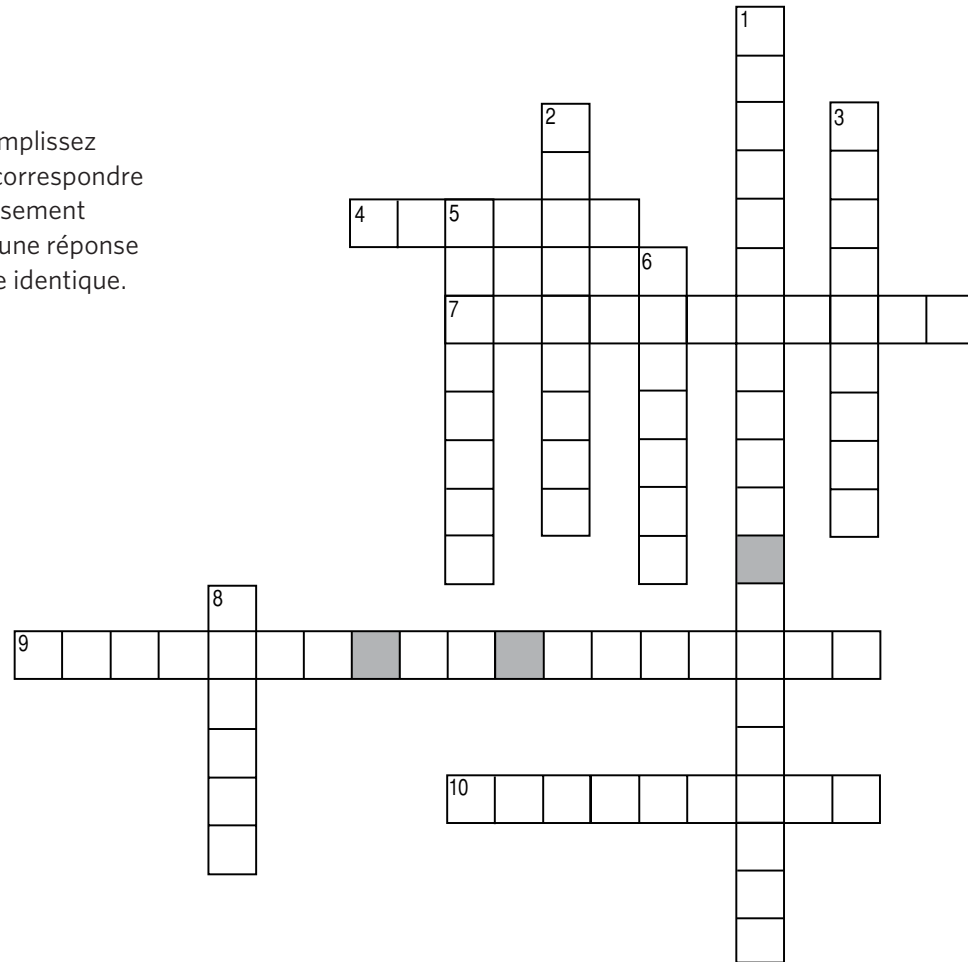 1
2
3
mplissez
correspondre
4 5
sement
une réponse
6
e identique.
7
8
9
10